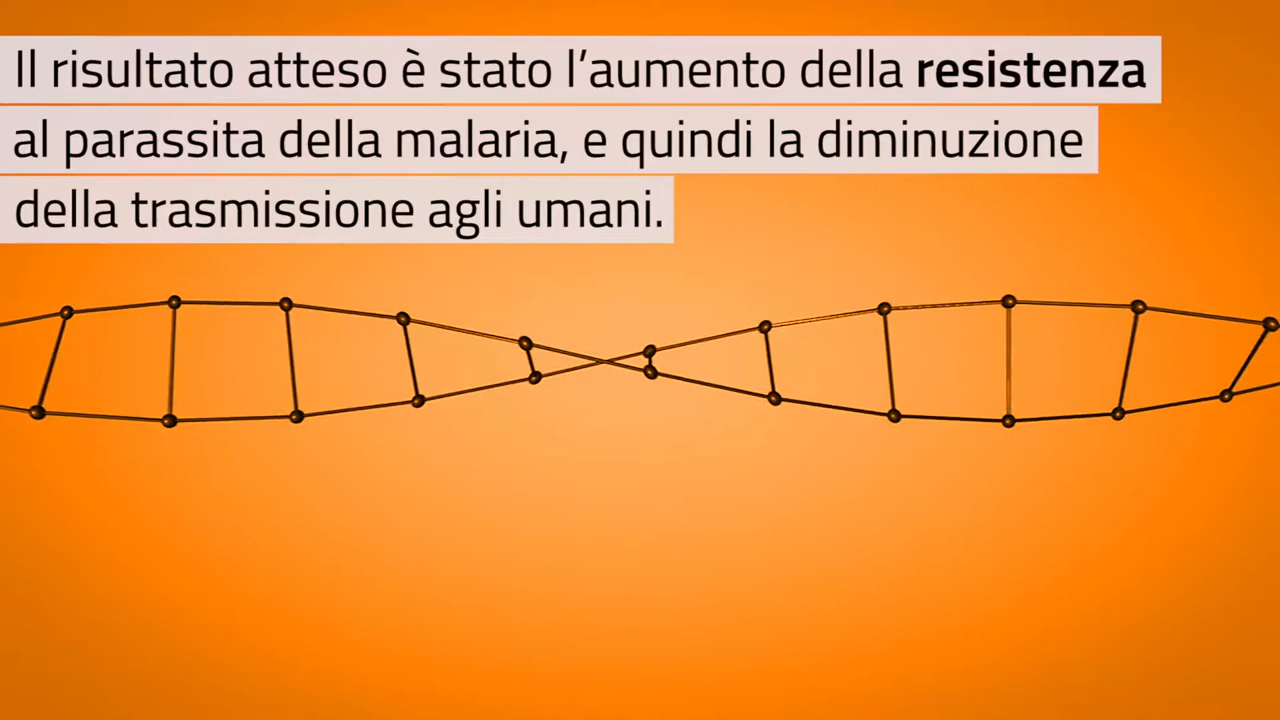 Il risultato atteso è stato l’aumento della resistenza
al parassita della malaria, e quindi la diminuzione
della trasmissione agli umani.